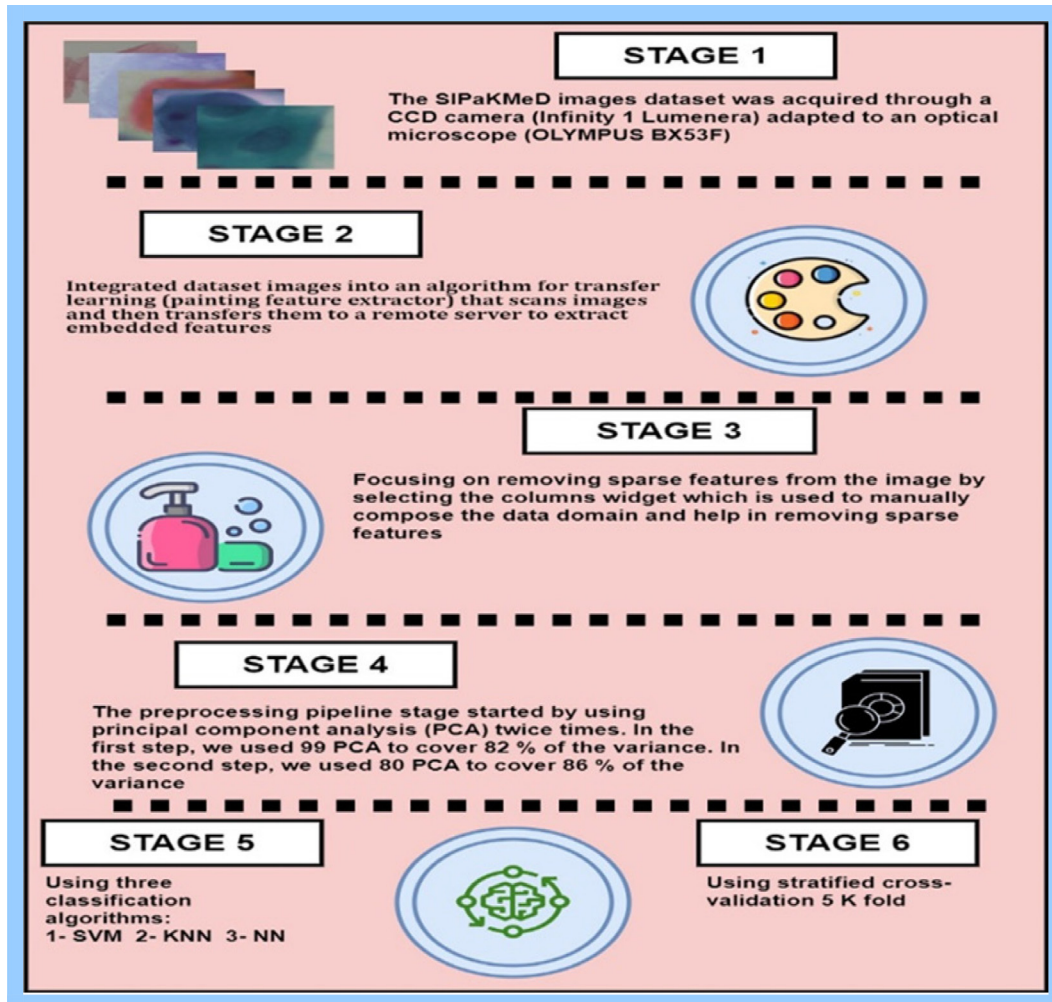 STAGE 1
The SIPaKMeD images dataset was acquired through a
CCD camera (Infinity 1 Lumenera) adapted to an optical
microscope (OLYMPUS BX53F)
STAGE 2
Integrated dataset images into an algorithm for transfer
learning (painting feature extractor) that scans images
and then transfers them to a remote server to extract
embedded features
STAGE 3
Focusing on removing sparse features from the image by
selecting the columns widget which is used to manually
compose the data domain and help in removing sparse
features
STAGE 4
The preprocessing pipeline stage started by using
principal component analysis (PCA) twice times. In the
first step, we used 99 PCA to cover 82 % of the variance. In
the second step, we used 80 PCA to cover 86 % of the
variance
STAGE 5
Using three
classification
algorithms:
1- SVM 2- KNN 3- NN
STAGE 6
Using stratified cross-
validation 5 K fold